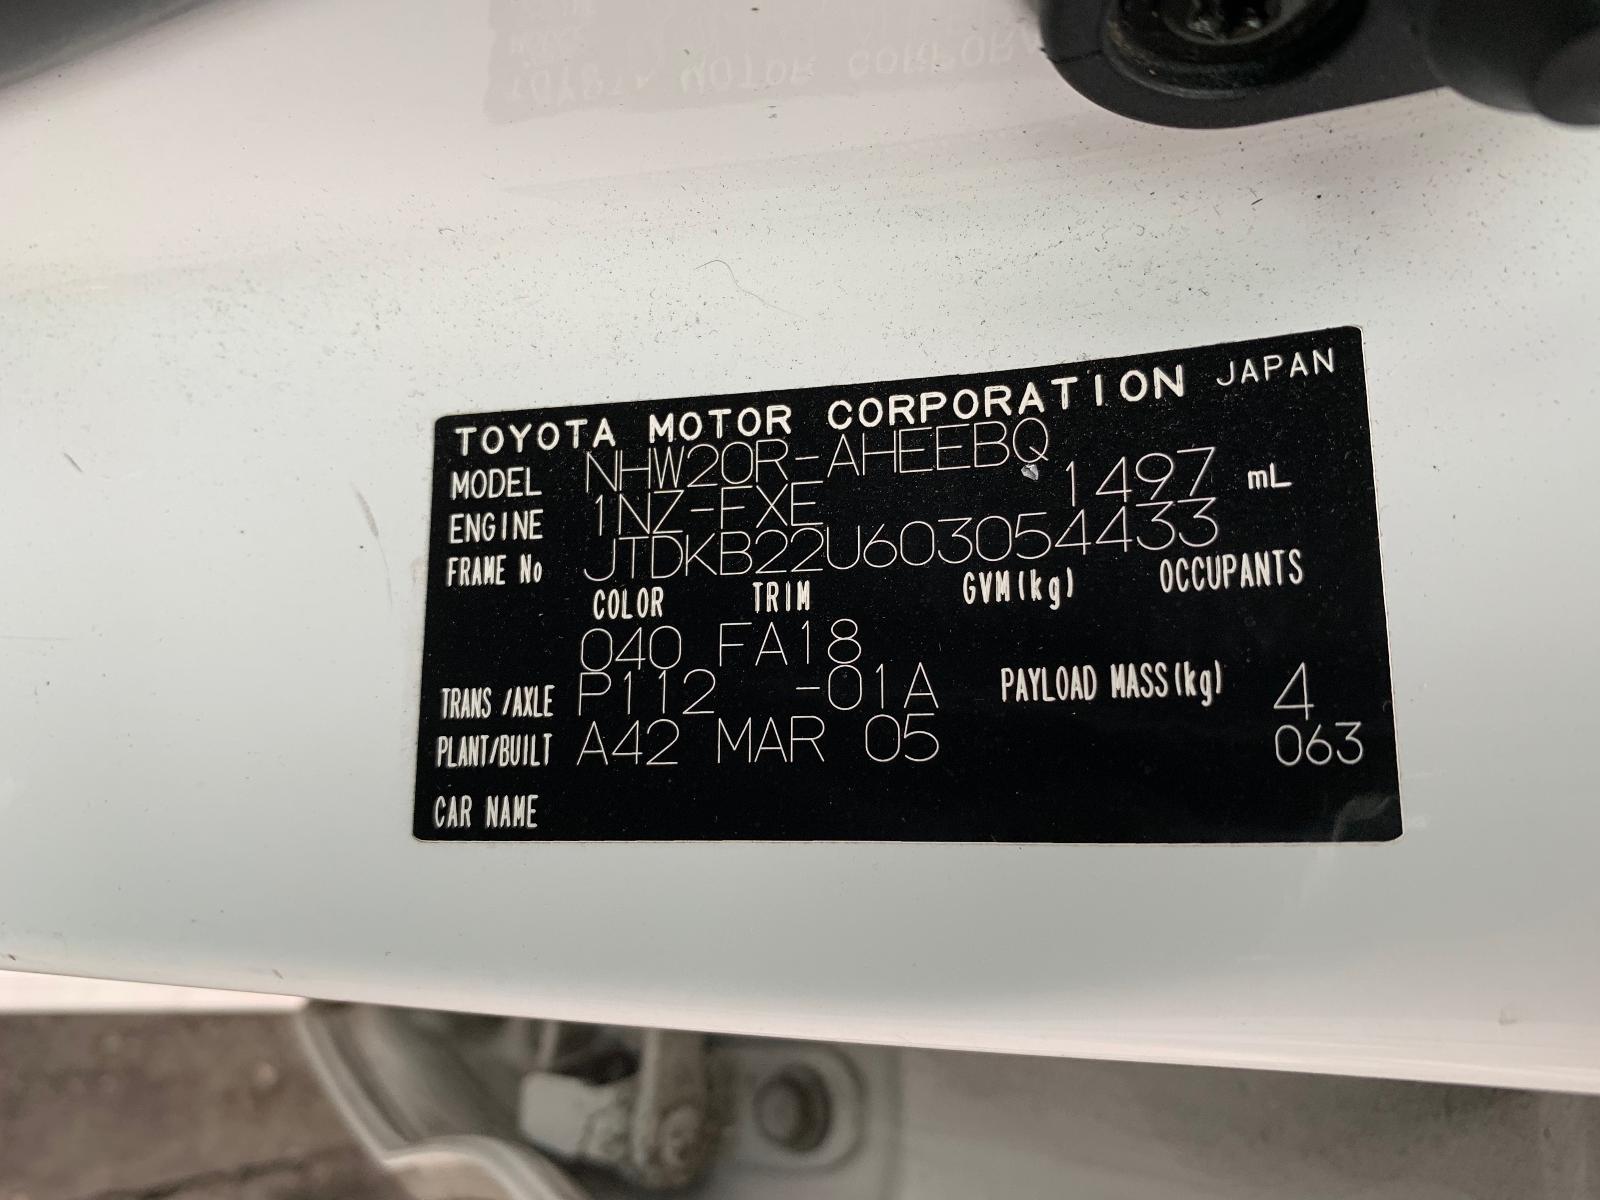 TOYOTA MOTOR CORPORATION JAPAN
MODEL NHW20R-AHEEBQ
ENGINE 1NZ-FXE 1497 mL
FRAME No JTDKB22U603054433
COLOR TRIM GVM(kg) OCCUPANTS
040 FA18
TRANS/AXLE P112 -01A PAYLOAD MASS(kg) 4
PLANT/BUILT A42 MAR 05 063
CAR NAME